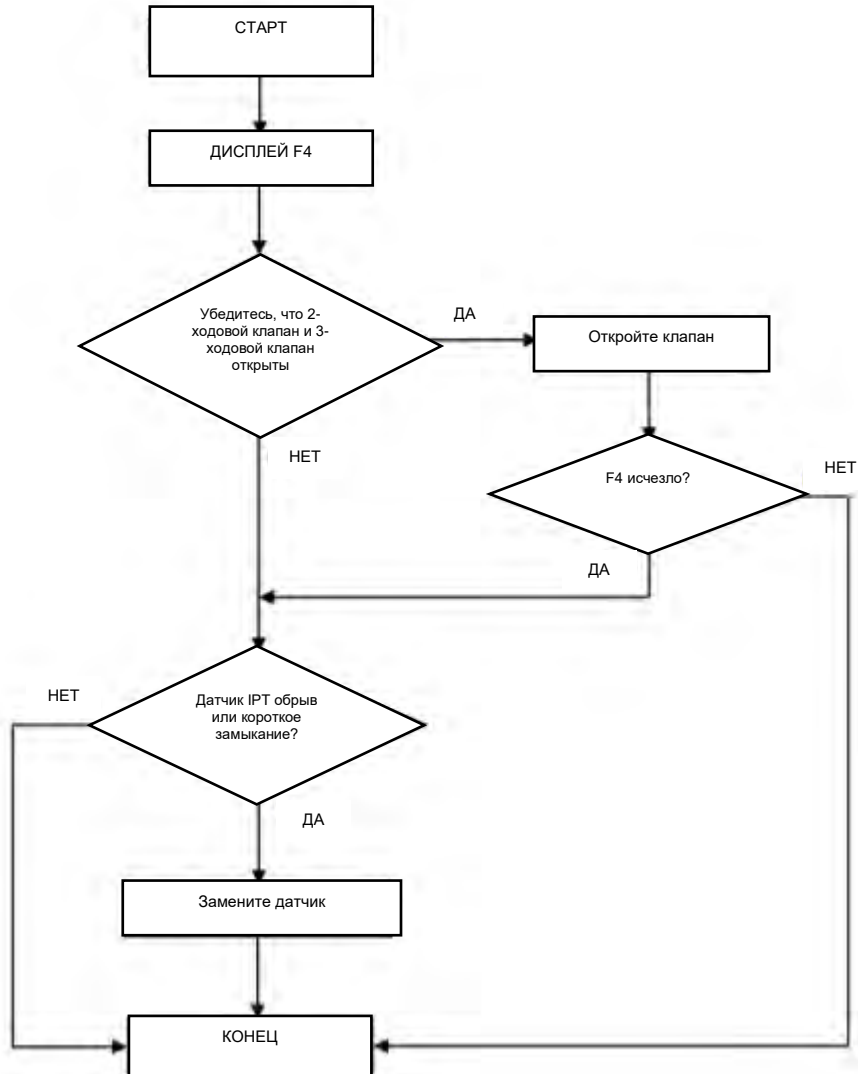 СТАРТ
ДИСПЛЕЙ F4
Убедитесь, что 2-
ходовой клапан и 3-
ходовой клапан
открыты
ДА
Откройте клапан
НЕТ
F4 исчезло?
НЕТ
ДА
НЕТ
Датчик IPT обрыв
или короткое
замыкание?
ДА
Замените датчик
КОНЕЦ